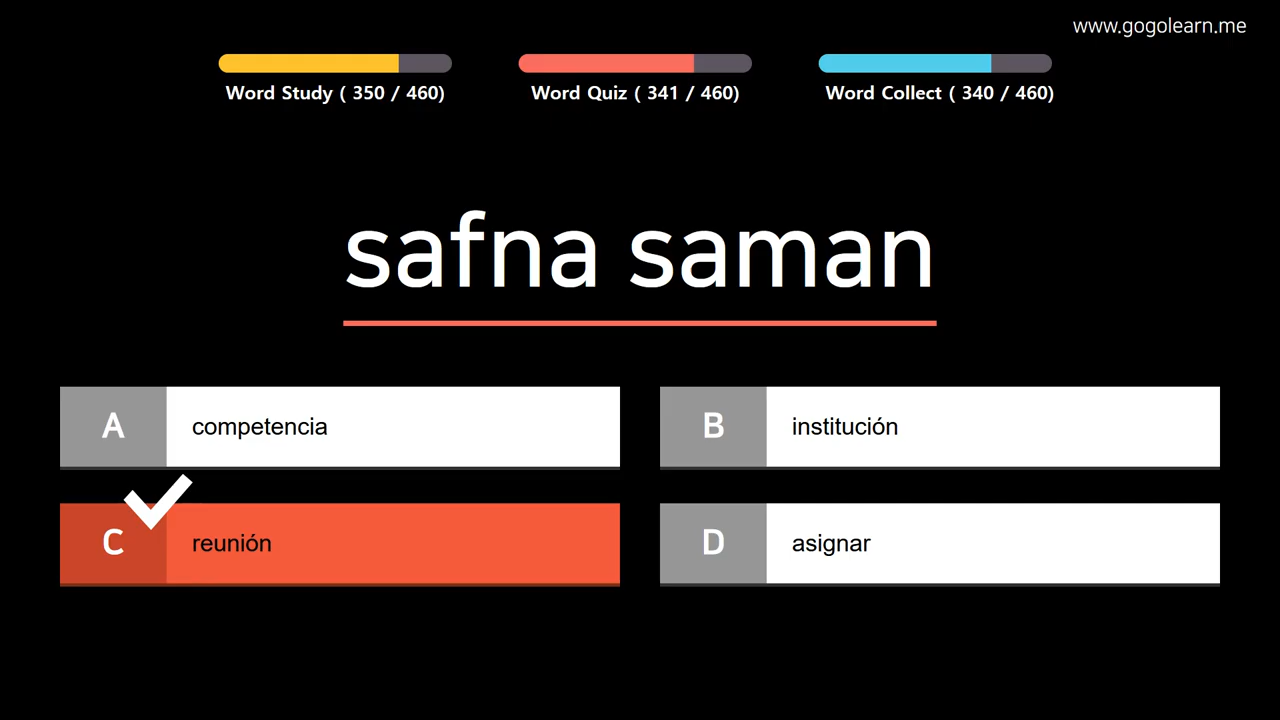 www.gogolearn.me
Word Study ( 350 / 460)
Word Quiz ( 341 / 460)
Word Collect ( 340 / 460)
safna saman
A competencia
B institución
C reunión
D asignar